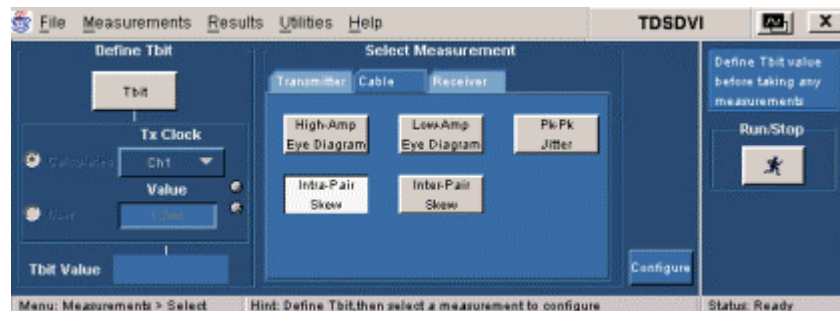 File Measurements Results Utilities Help TDSDVI X
Define Tbit
Tbit
Tx Clock
Calculated Ch1
Value
User
Tbit Value
Select Measurement
Transmitter Cable Receiver
High-Amp Eye Diagram
Low-Amp Eye Diagram
Pk-Pk Jitter
Intra-Pair Skew
Inter-Pair Skew
Configure
Define Tbit value
before taking any
measurements
Run/Stop
Menu: Measurements > Select Hint: Define Tbit,then select a measurement to configure Status: Ready